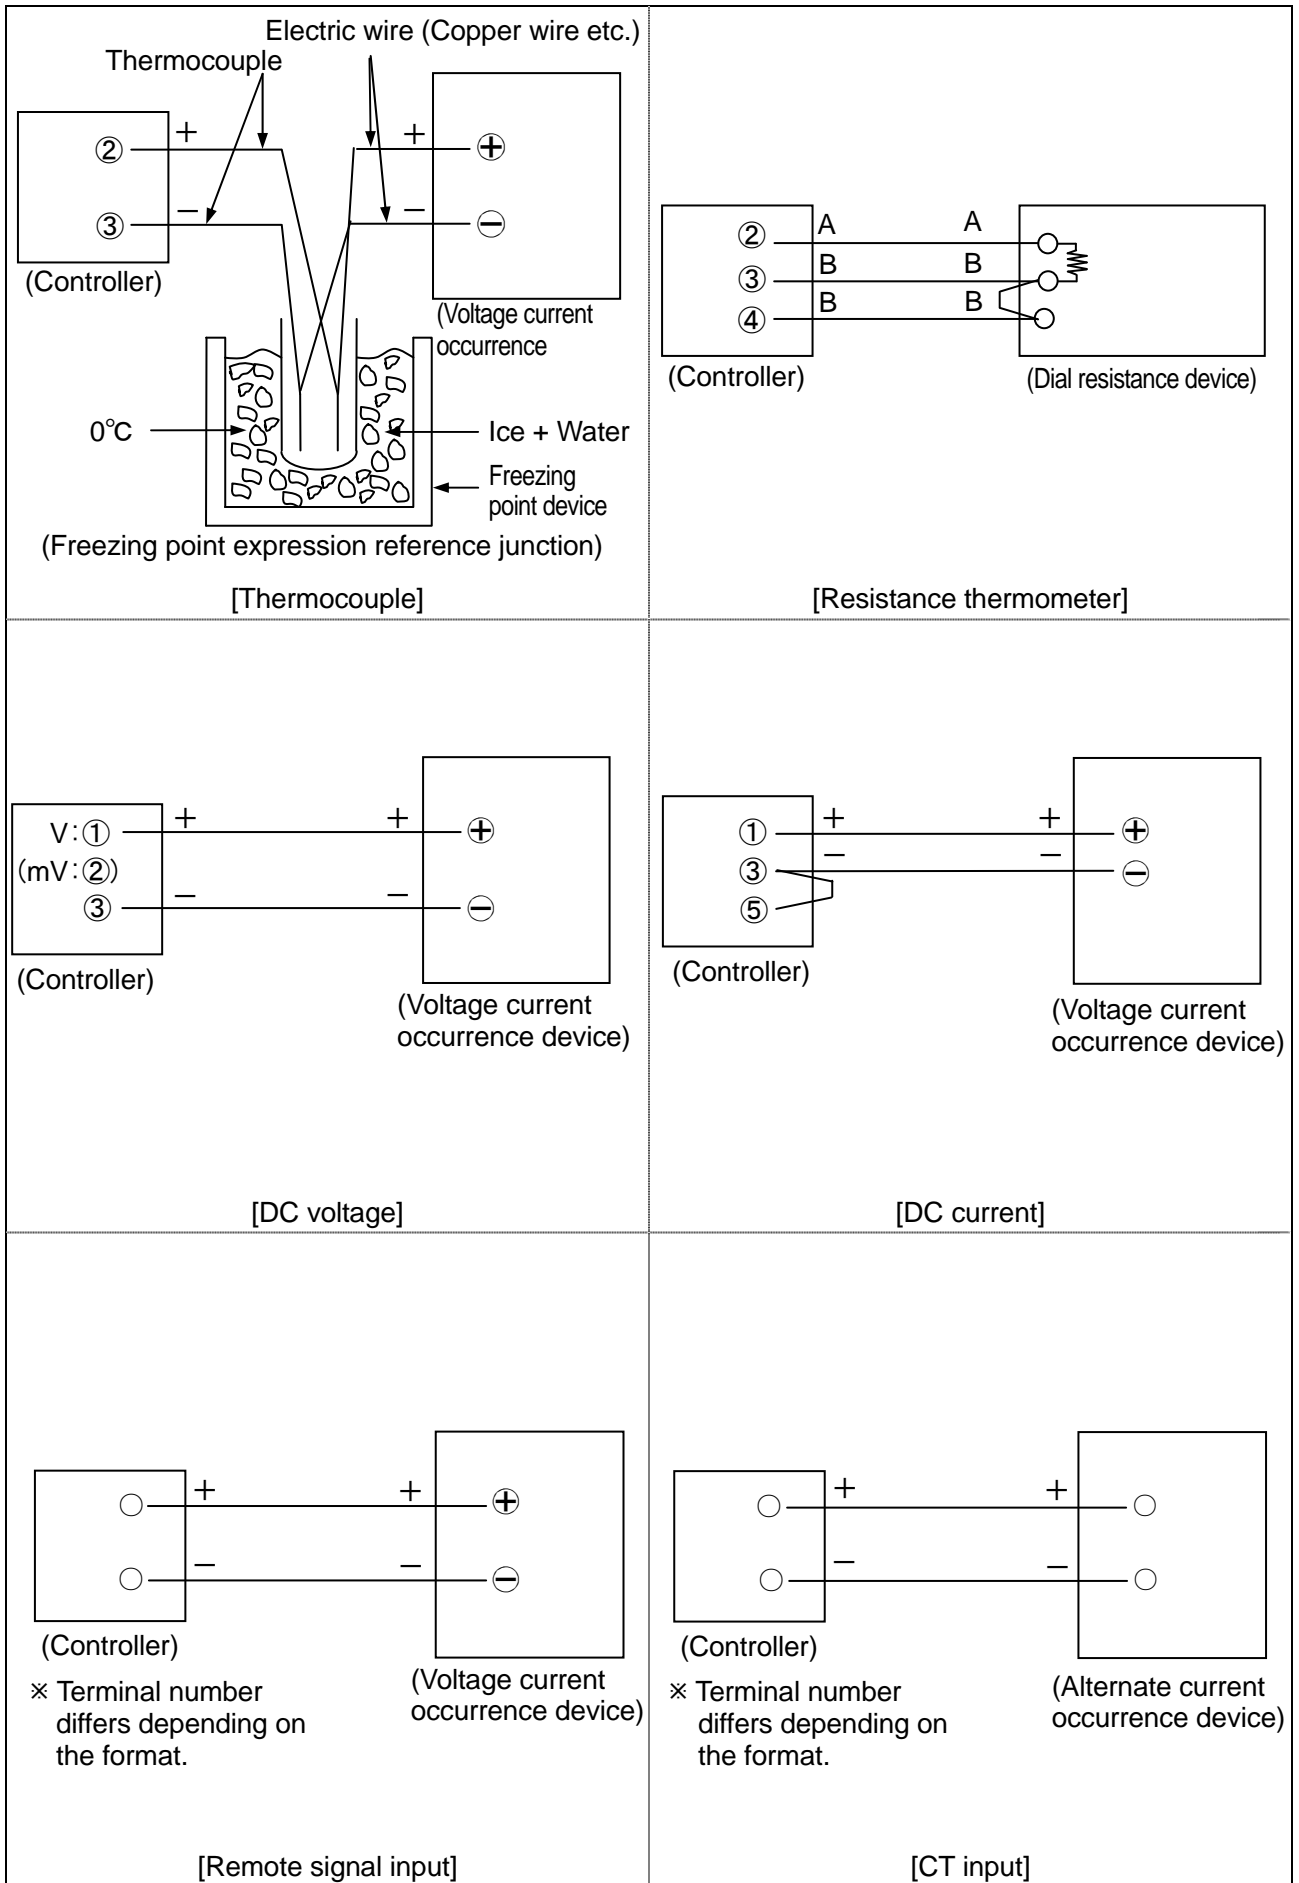 Electric wire (Copper wire etc.)
Thermocouple
+
+
②
⊕
−
−
③
⊖
(Controller)
(Voltage current
occurrence
0℃
Ice + Water
Freezing
point device
(Freezing point expression reference junction)
[Thermocouple]
②
A
A
③
B
B
④
B
B
(Controller)
(Dial resistance device)
[Resistance thermometer]
V:①
+
+
⊕
(mV:②)
③
−
−
⊖
(Controller)
(Voltage current
occurrence device)
[DC voltage]
①
+
+
⊕
③
−
−
⊖
⑤
(Controller)
(Voltage current
occurrence device)
[DC current]
+
+
⊕
−
−
⊖
(Controller)
(Voltage current
occurrence device)
※ Terminal number
differs depending on
the format.
[Remote signal input]
+
+
−
−
(Controller)
(Alternate current
occurrence device)
※ Terminal number
differs depending on
the format.
[CT input]